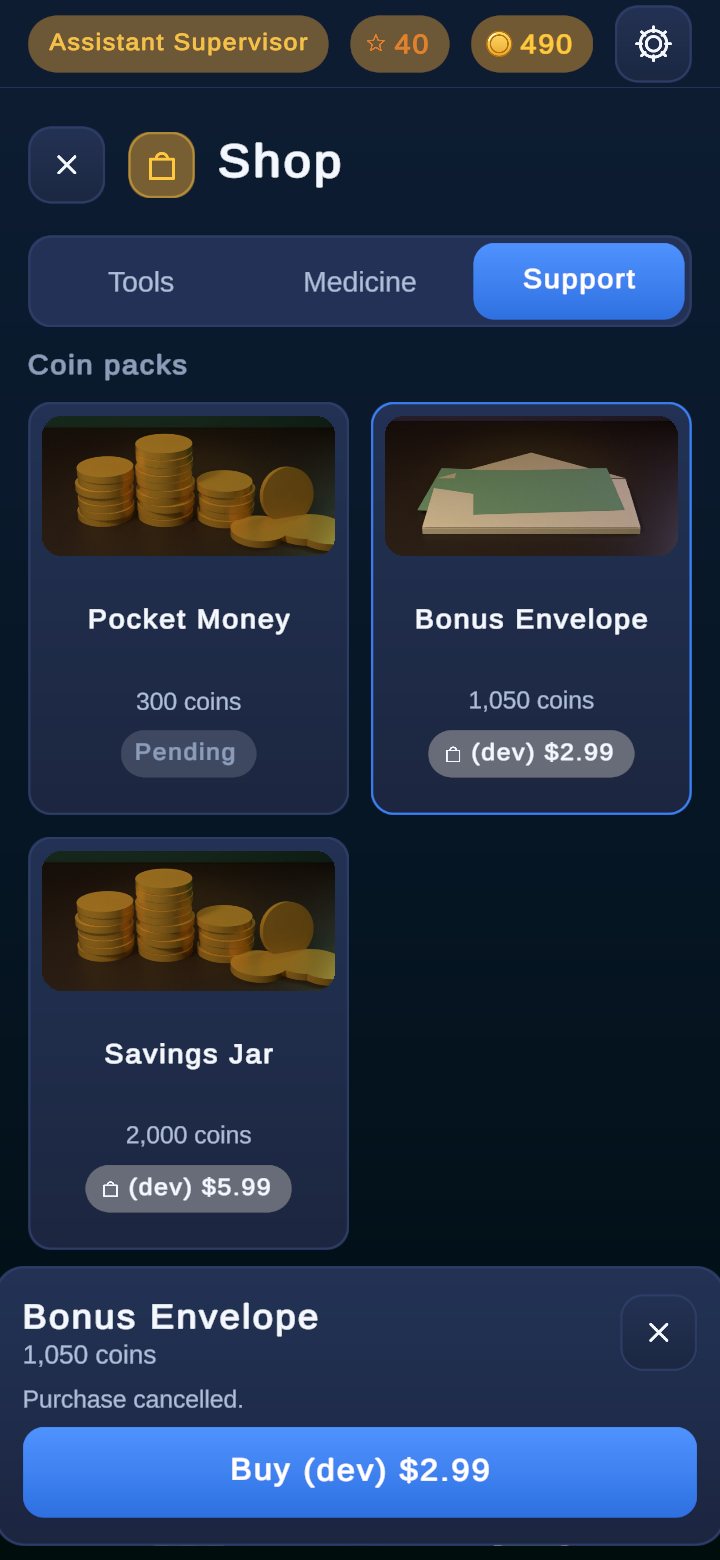 Assistant Supervisor
40
490
Shop
Tools
Medicine
Support
Coin packs
Pocket Money
300 coins
Pending
Bonus Envelope
1,050 coins
(dev) $2.99
Savings Jar
2,000 coins
(dev) $5.99
Bonus Envelope
1,050 coins
Purchase cancelled.
Buy (dev) $2.99